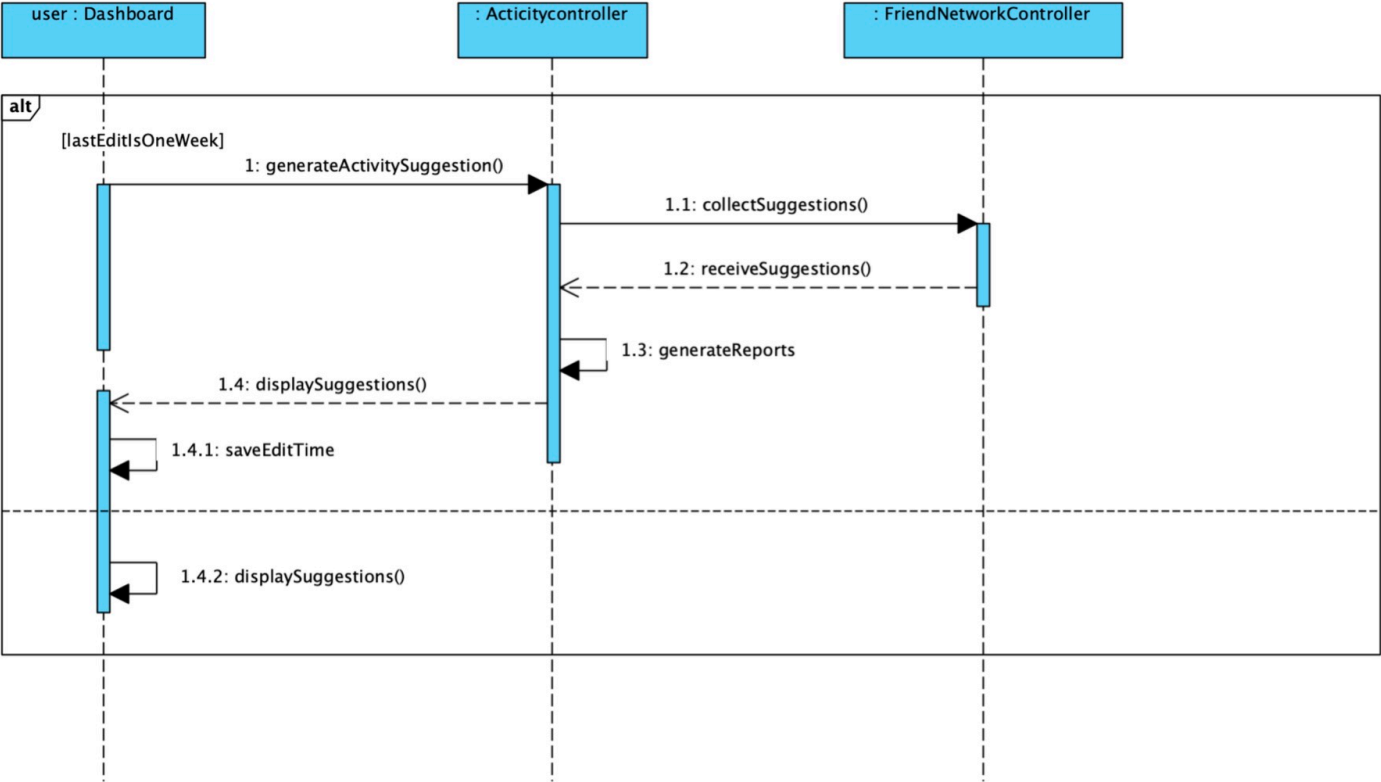 user : Dashboard
: Acticitycontroller
: FriendNetworkController
alt
[lastEditIsOneWeek]
1: generateActivitySuggestion()
1.1: collectSuggestions()
1.2: receiveSuggestions()
1.3: generateReports
1.4: displaySuggestions()
1.4.1: saveEditTime
1.4.2: displaySuggestions()